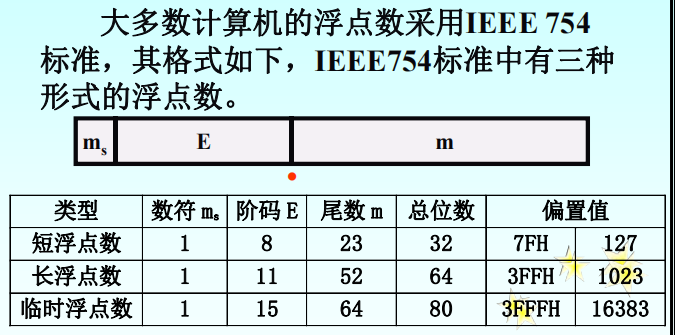 大多数计算机的浮点数采用IEEE 754
标准，其格式如下，IEEE754标准中有三种
形式的浮点数。
ms E m
类型 数符 ms 阶码 E 尾数 m 总位数 偏置值
短浮点数 1 8 23 32 7FH 127
长浮点数 1 11 52 64 3FFH 1023
临时浮点数 1 15 64 80 3FFFH 16383